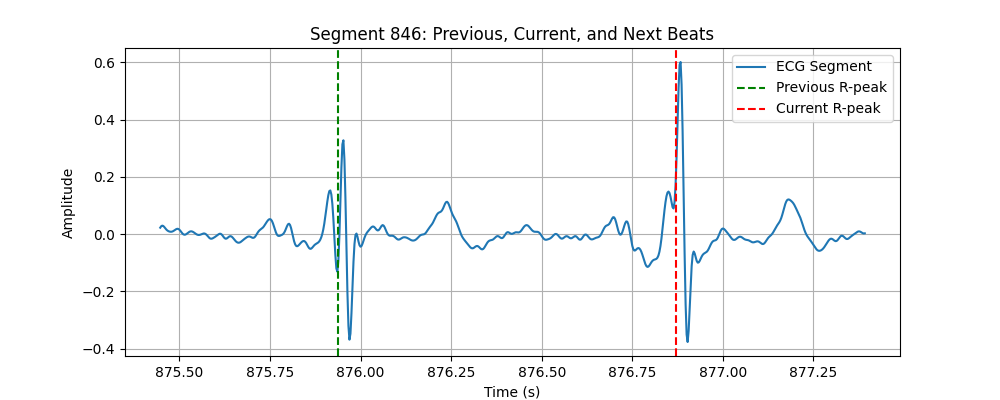 Segment 846: Previous, Current, and Next Beats
ECG Segment
Previous R-peak
Current R-peak
Amplitude
0.6
0.4
0.2
0.0
−0.2
−0.4
875.50 875.75 876.00 876.25 876.50 876.75 877.00 877.25
Time (s)